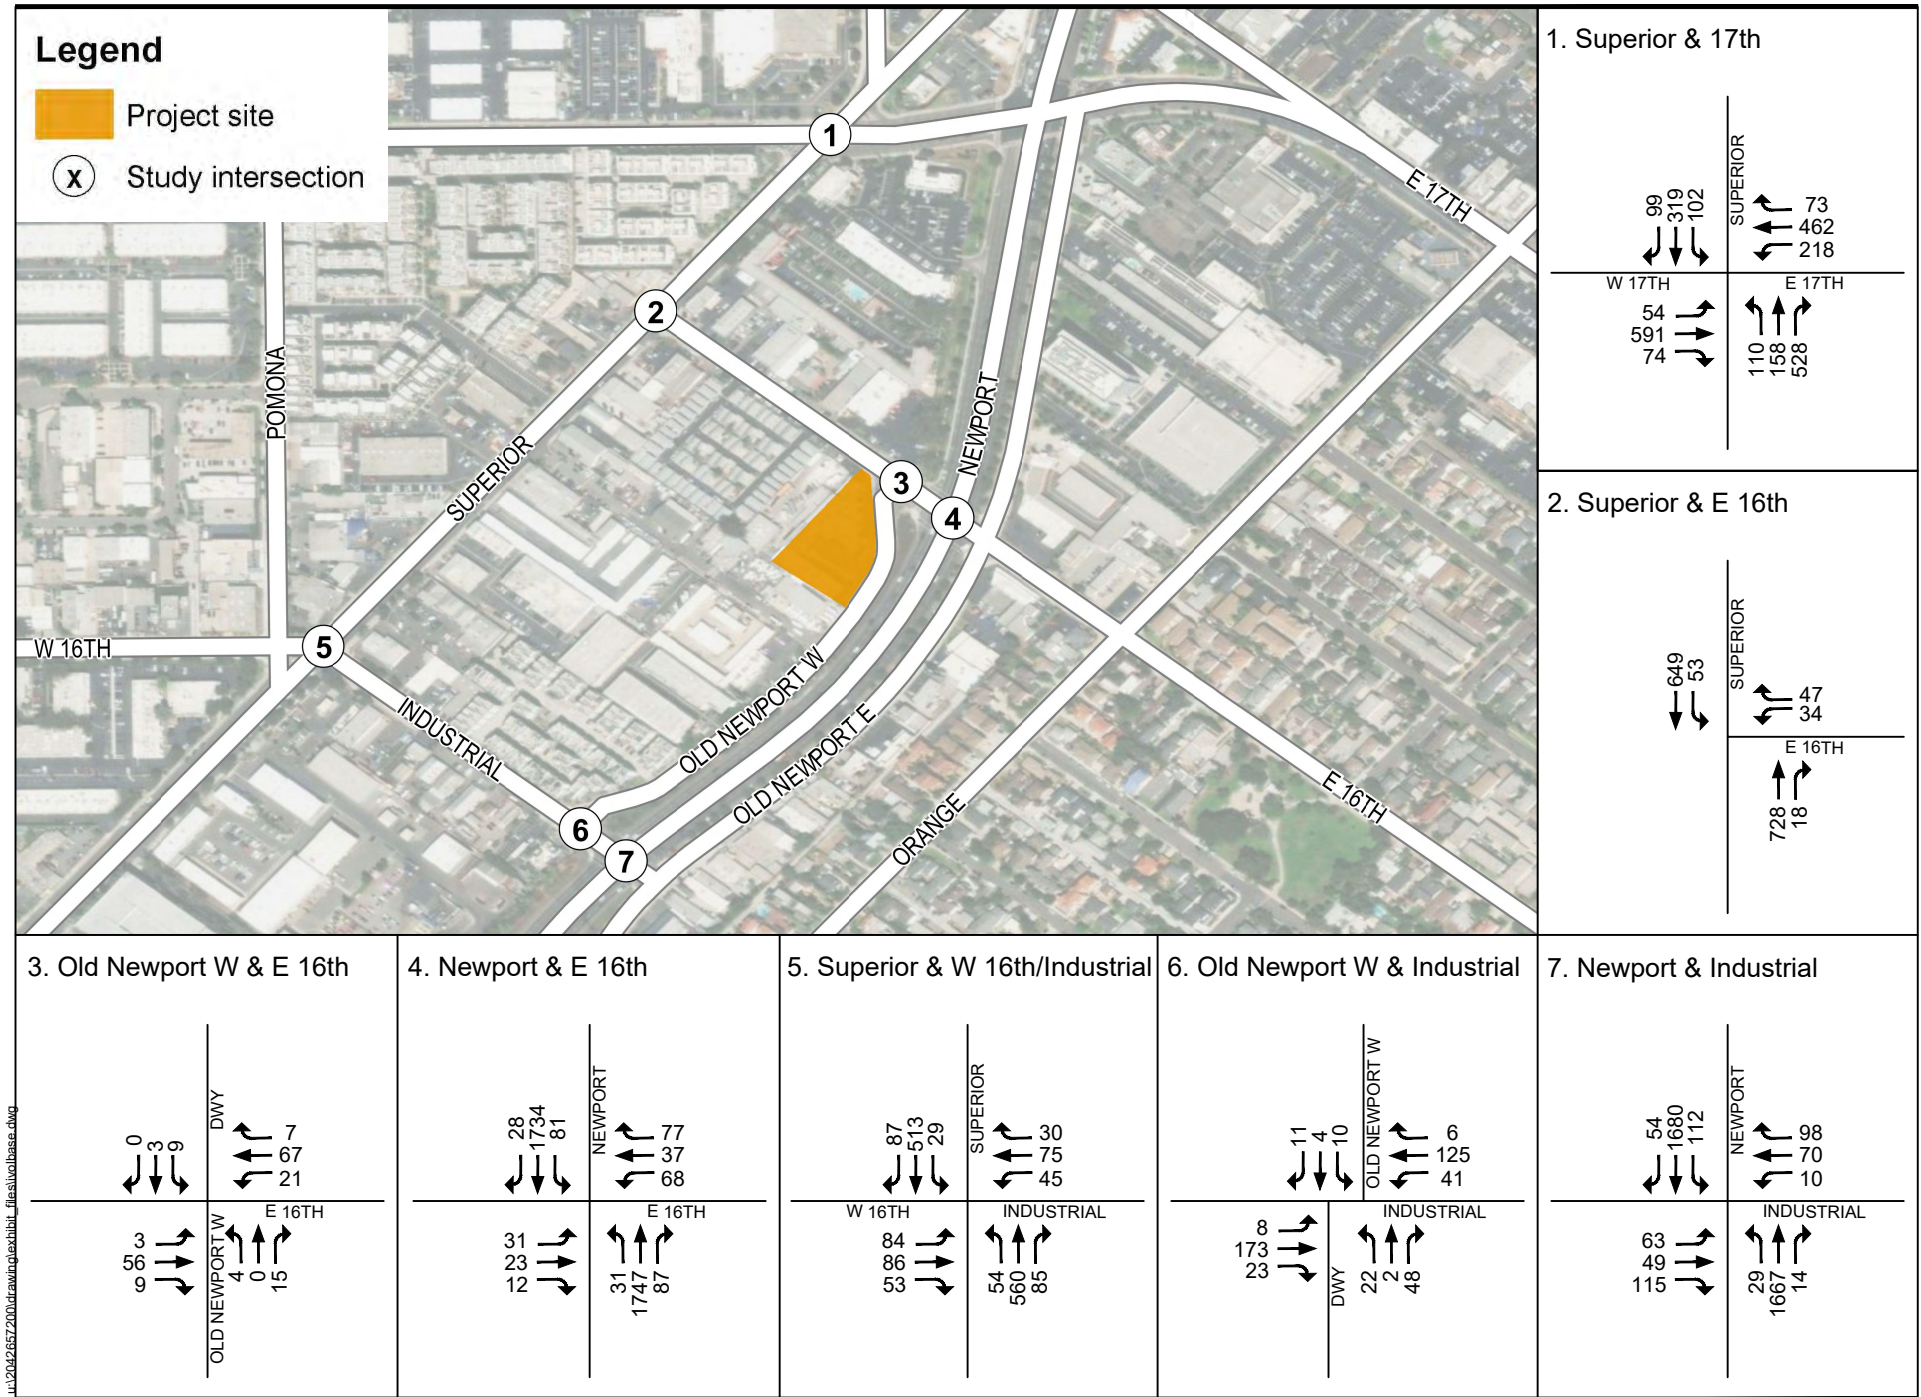 Legend
Project site
X
Study intersection
1
2
3
4
5
6
7
E 17TH
POMONA
SUPERIOR
NEWPORT
W 16TH
INDUSTRIAL
OLD NEWPORT W
OLD NEWPORT E
ORANGE
E 16TH
1. Superior & 17th
SUPERIOR
99
319
102
73
462
218
W 17TH
E 17TH
54
591
74
110
158
528
2. Superior & E 16th
SUPERIOR
649
53
47
34
E 16TH
728
18
3. Old Newport W & E 16th
DWY
0
3
9
7
67
21
E 16TH
3
56
9
OLD NEWPORT W
4
0
15
4. Newport & E 16th
NEWPORT
28
1734
81
77
37
68
E 16TH
31
23
12
31
1747
87
5. Superior & W 16th/Industrial
SUPERIOR
87
513
29
30
75
45
W 16TH
INDUSTRIAL
84
86
53
54
560
85
6. Old Newport W & Industrial
OLD NEWPORT W
11
4
10
6
125
41
INDUSTRIAL
8
173
23
DWY
22
2
48
7. Newport & Industrial
NEWPORT
54
1680
112
98
70
10
INDUSTRIAL
63
49
115
29
1667
14
u:\2042657200\drawing\exhibit_files\ivolbase.dwg